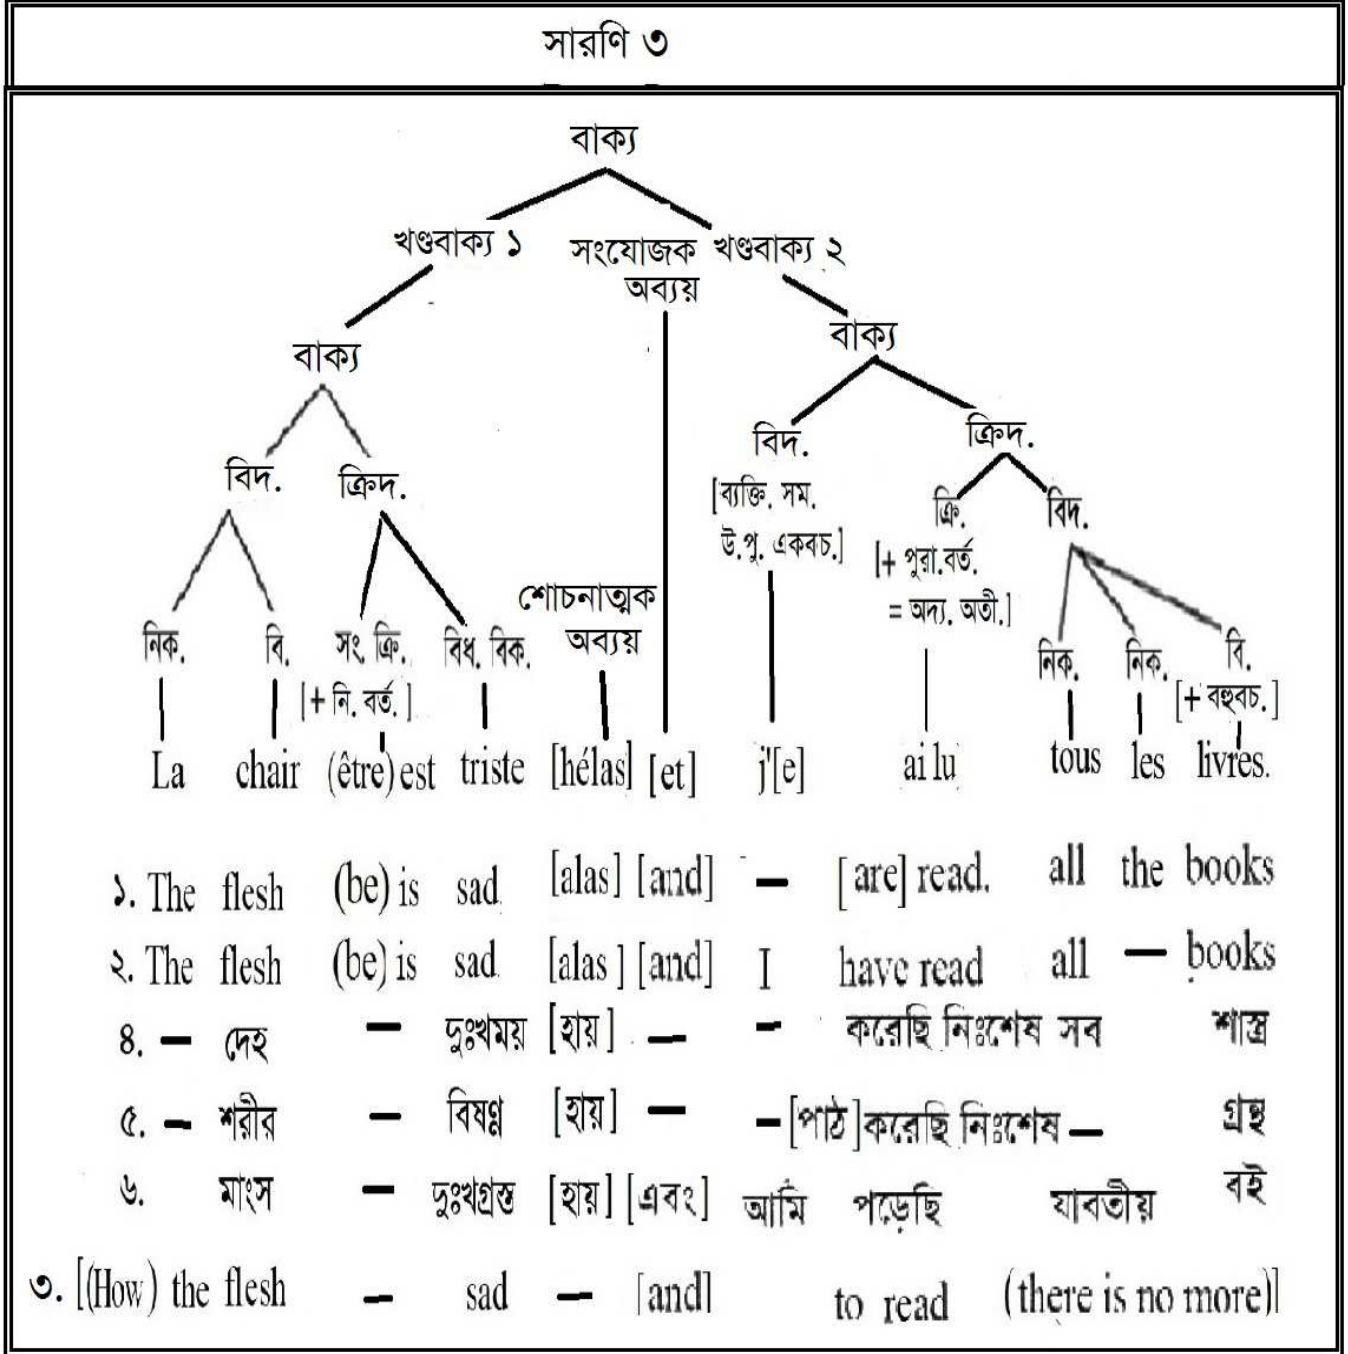 সারণি ৩
বাক্য
খণ্ডবাক্য ১ সংযোজক অব্যয় খণ্ডবাক্য ২
বাক্য বাক্য
বিদ. ক্রিদ. বিদ. ক্রিদ.
[ব্যক্তি. সম. উ.পু. একবচ.] ক্রি. বিদ.
[+ পুরা.বর্ত. = অদ্য. অতী.]
শোচনাত্মক অব্যয়
নিক. বি. সং. ক্রি. বিধ. বিক. নিক. নিক. বি.
[+ নি. বর্ত. ] [+ বহুবচ.]
La chair (être) est triste [hélas] [et] j'[e] ai lu tous les livres.
১. The flesh (be) is sad [alas] [and] – [are] read. all the books
২. The flesh (be) is sad [alas ] [and] I have read all – books
৪. – দেহ – দুঃখময় [হায়] – – করেছি নিঃশেষ সব শাস্ত্র
৫. – শরীর – বিষণ্ণ [হায়] – – [পাঠ] করেছি নিঃশেষ – গ্রন্থ
৬. মাংস – দুঃখগ্রস্ত [হায়] [এবং] আমি পড়েছি যাবতীয় বই
৩. [(How) the flesh – sad – [and] to read (there is no more)]